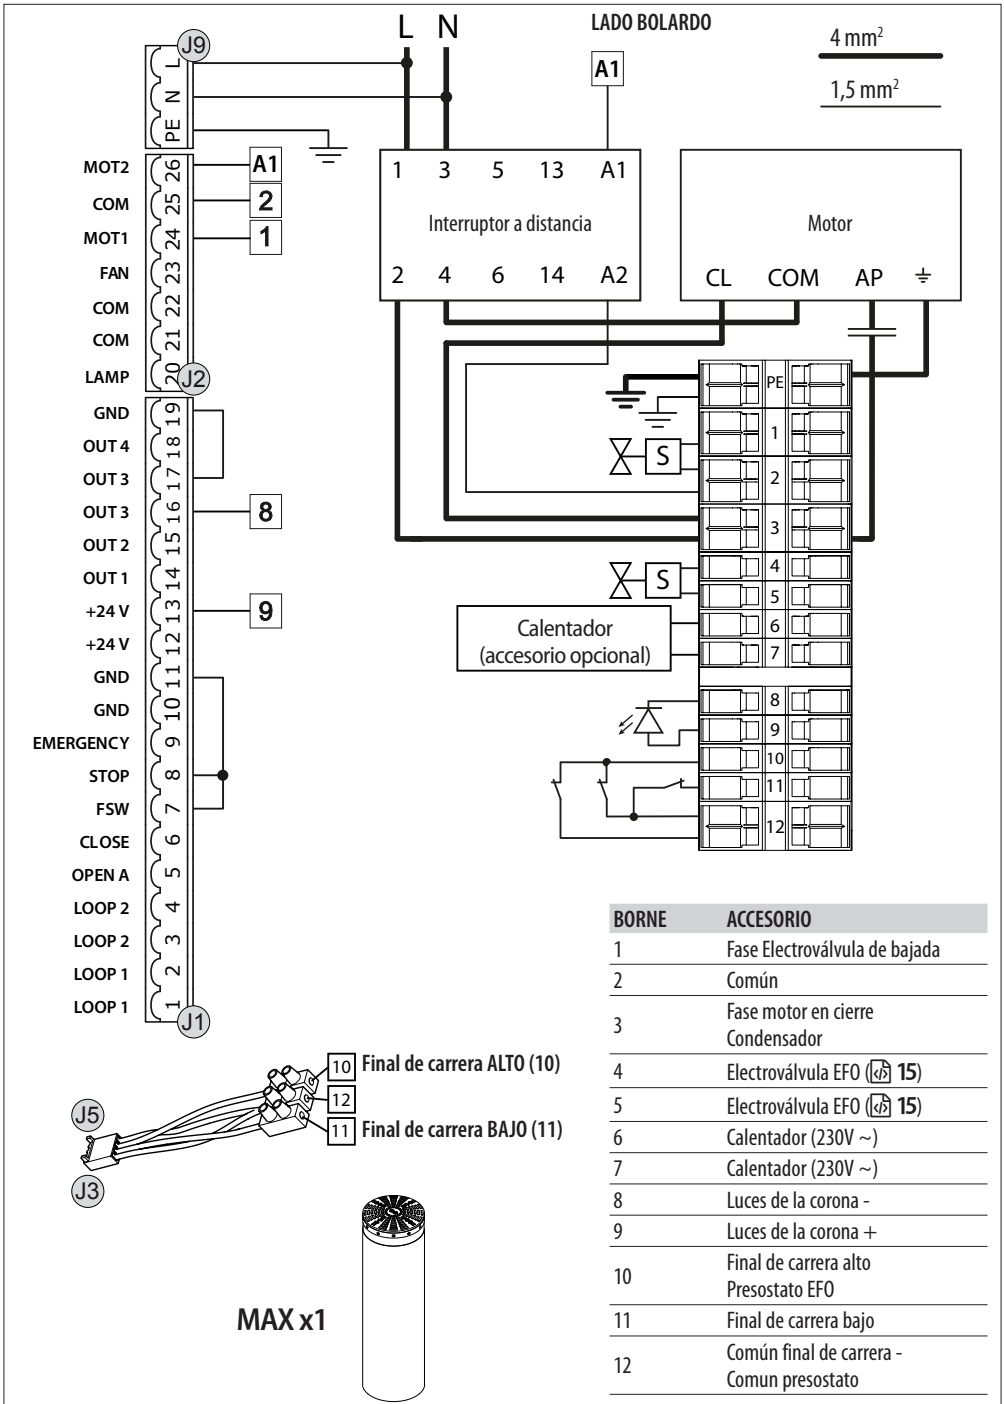 L N
LADO BOLARDO
4 mm²
1,5 mm²
J9
L
N
PE
A1
MOT2 26 A1
COM 25 2
MOT1 24 1
FAN 23
COM 22
COM 21
LAMP 20
J2
GND 19
OUT 4 18
OUT 3 17
OUT 3 16 8
OUT 2 15
OUT 1 14
+24 V 13 9
+24 V 12
GND 11
GND 10
EMERGENCY 9
STOP 8
FSW 7
CLOSE 6
OPEN A 5
LOOP 2 4
LOOP 2 3
LOOP 1 2
LOOP 1 1
J1
1 3 5 13 A1
Interruptor a distancia
2 4 6 14 A2
Motor
CL COM AP
PE
1
S
2
3
4
S
5
6
7
Calentador
(accesorio opcional)
8
9
10
11
12
J5
J3
10 Final de carrera ALTO (10)
12
11 Final de carrera BAJO (11)
MAX x1
BORNE ACCESORIO
1 Fase Electroválvula de bajada
2 Común
3 Fase motor en cierre
Condensador
4 Electroválvula EFO (</> 15)
5 Electroválvula EFO (</> 15)
6 Calentador (230V ~)
7 Calentador (230V ~)
8 Luces de la corona -
9 Luces de la corona +
10 Final de carrera alto
Presostato EFO
11 Final de carrera bajo
12 Común final de carrera -
Comun presostato